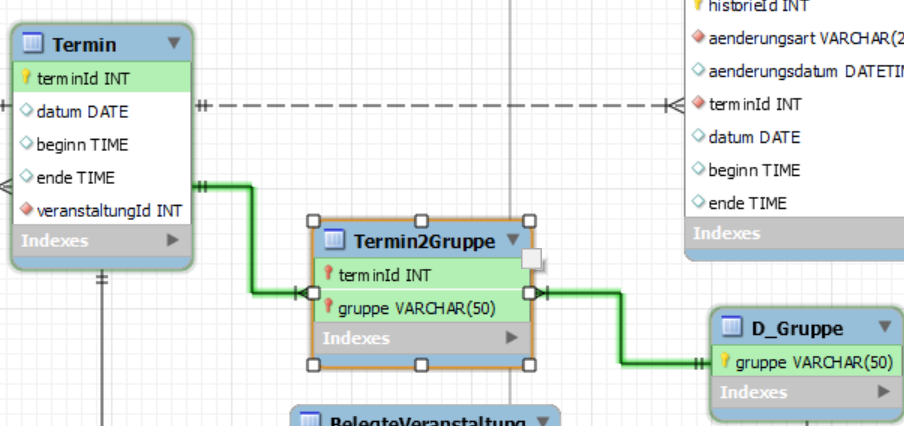 Termin
terminId INT
datum DATE
beginn TIME
ende TIME
veranstaltungId INT
Indexes
historieId INT
aenderungsart VARCHAR(2
aenderungsdatum DATETIM
terminId INT
datum DATE
beginn TIME
ende TIME
Indexes
Termin2Gruppe
terminId INT
gruppe VARCHAR(50)
Indexes
D_Gruppe
gruppe VARCHAR(50)
Indexes
BelegteVeranstaltung